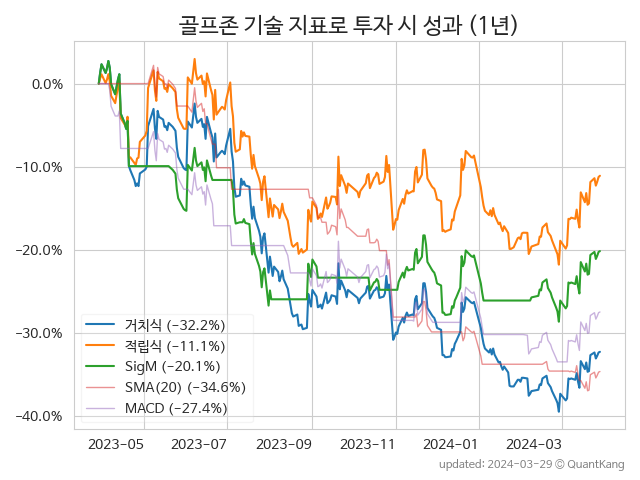 골프존 기술 지표로 투자 시 성과 (1년)
0.0%
−10.0%
−20.0%
−30.0%
−40.0%
거치식 (−32.2%)
적립식 (−11.1%)
SigM (−20.1%)
SMA(20) (−34.6%)
MACD (−27.4%)
2023−05 2023−07 2023−09 2023−11 2024−01 2024−03
updated: 2024−03−29 © QuantKang